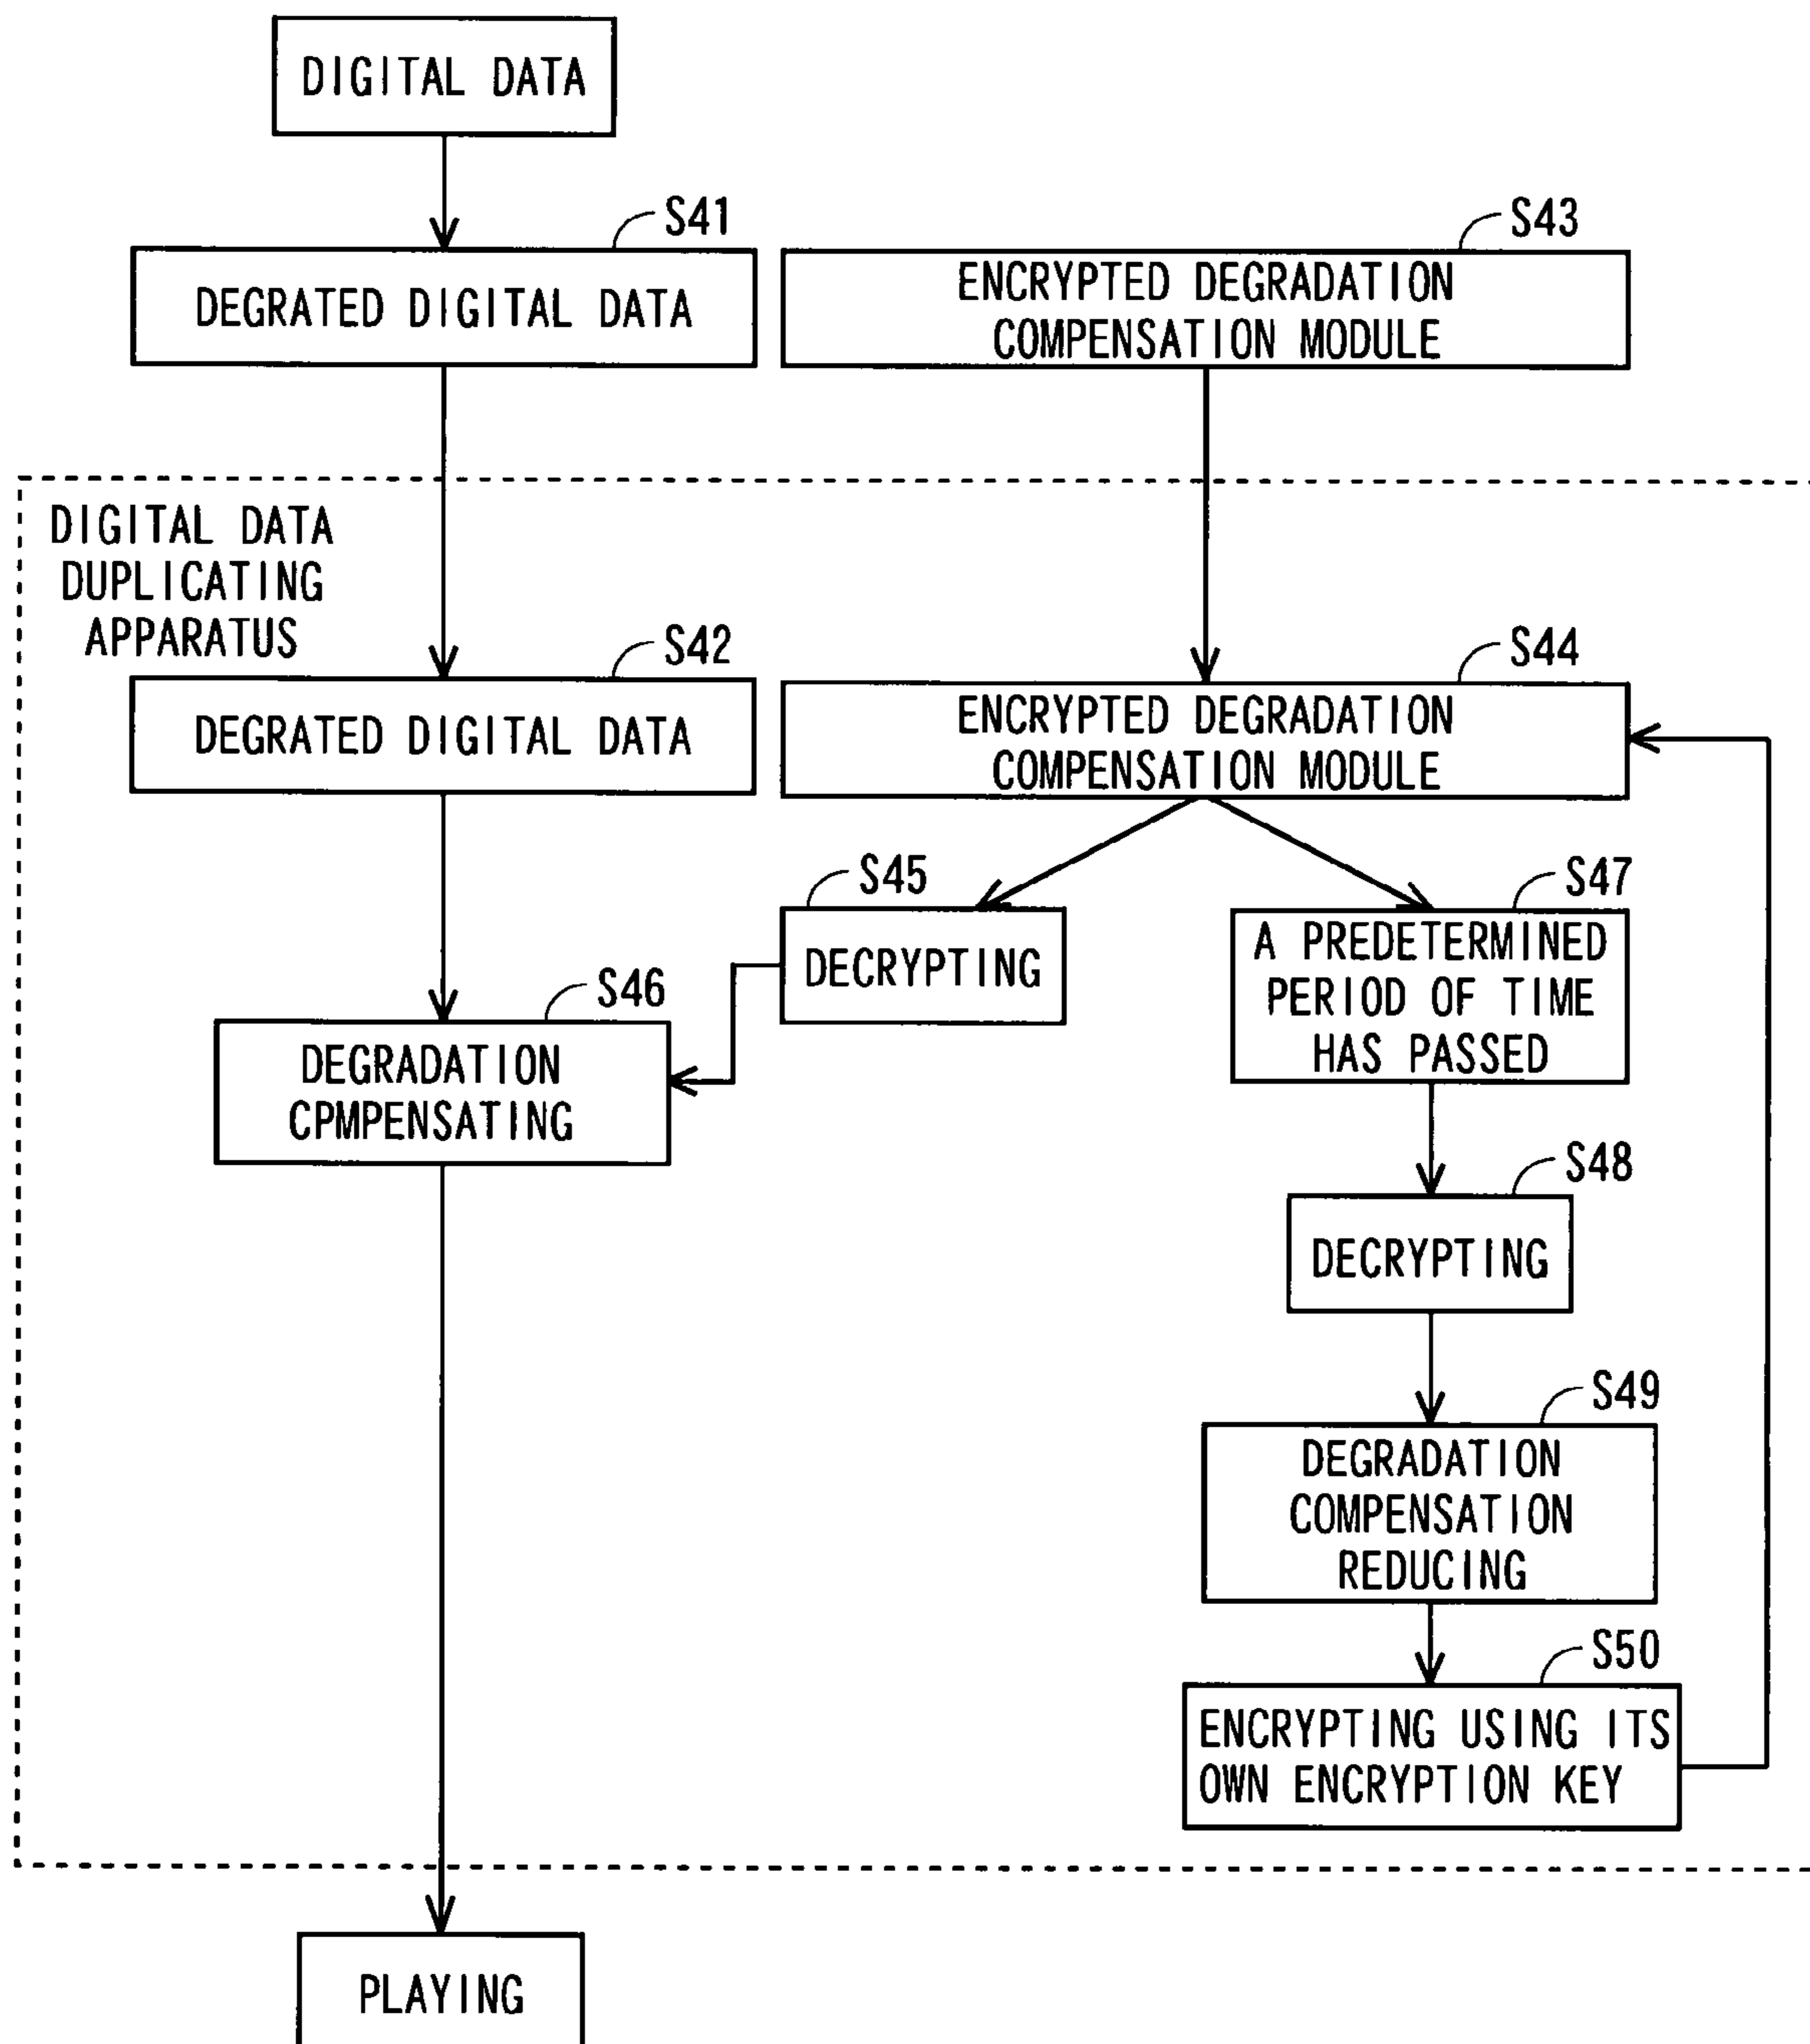 DIGITAL DATA
S41
DEGRATED DIGITAL DATA
S43
ENCRYPTED DEGRADATION
COMPENSATION MODULE
DIGITAL DATA
DUPLICATING
APPARATUS
S42
DEGRATED DIGITAL DATA
S44
ENCRYPTED DEGRADATION
COMPENSATION MODULE
S45
DECRYPTING
S47
A PREDETERMINED
PERIOD OF TIME
HAS PASSED
S46
DEGRADATION
CPMPENSATING
S48
DECRYPTING
S49
DEGRADATION
COMPENSATION
REDUCING
S50
ENCRYPTING USING ITS
OWN ENCRYPTION KEY
PLAYING